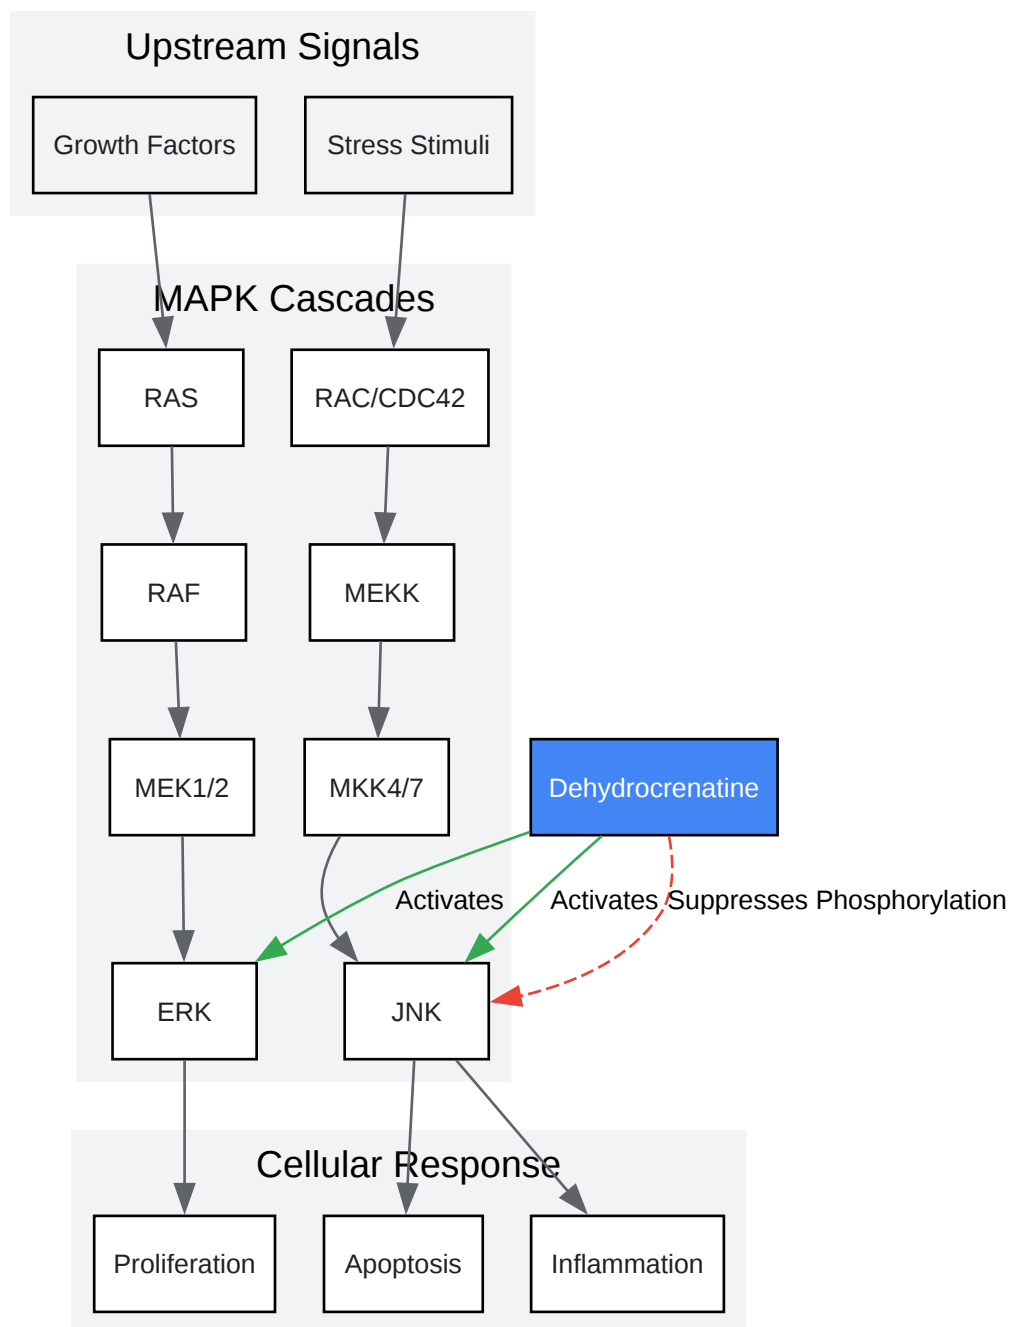 Upstream Signals
Growth Factors
Stress Stimuli
MAPK Cascades
RAS
RAC/CDC42
RAF
MEKK
MEK1/2
MKK4/7
Dehydrocrenatine
Activates
Activates
Suppresses Phosphorylation
ERK
JNK
Cellular Response
Proliferation
Apoptosis
Inflammation